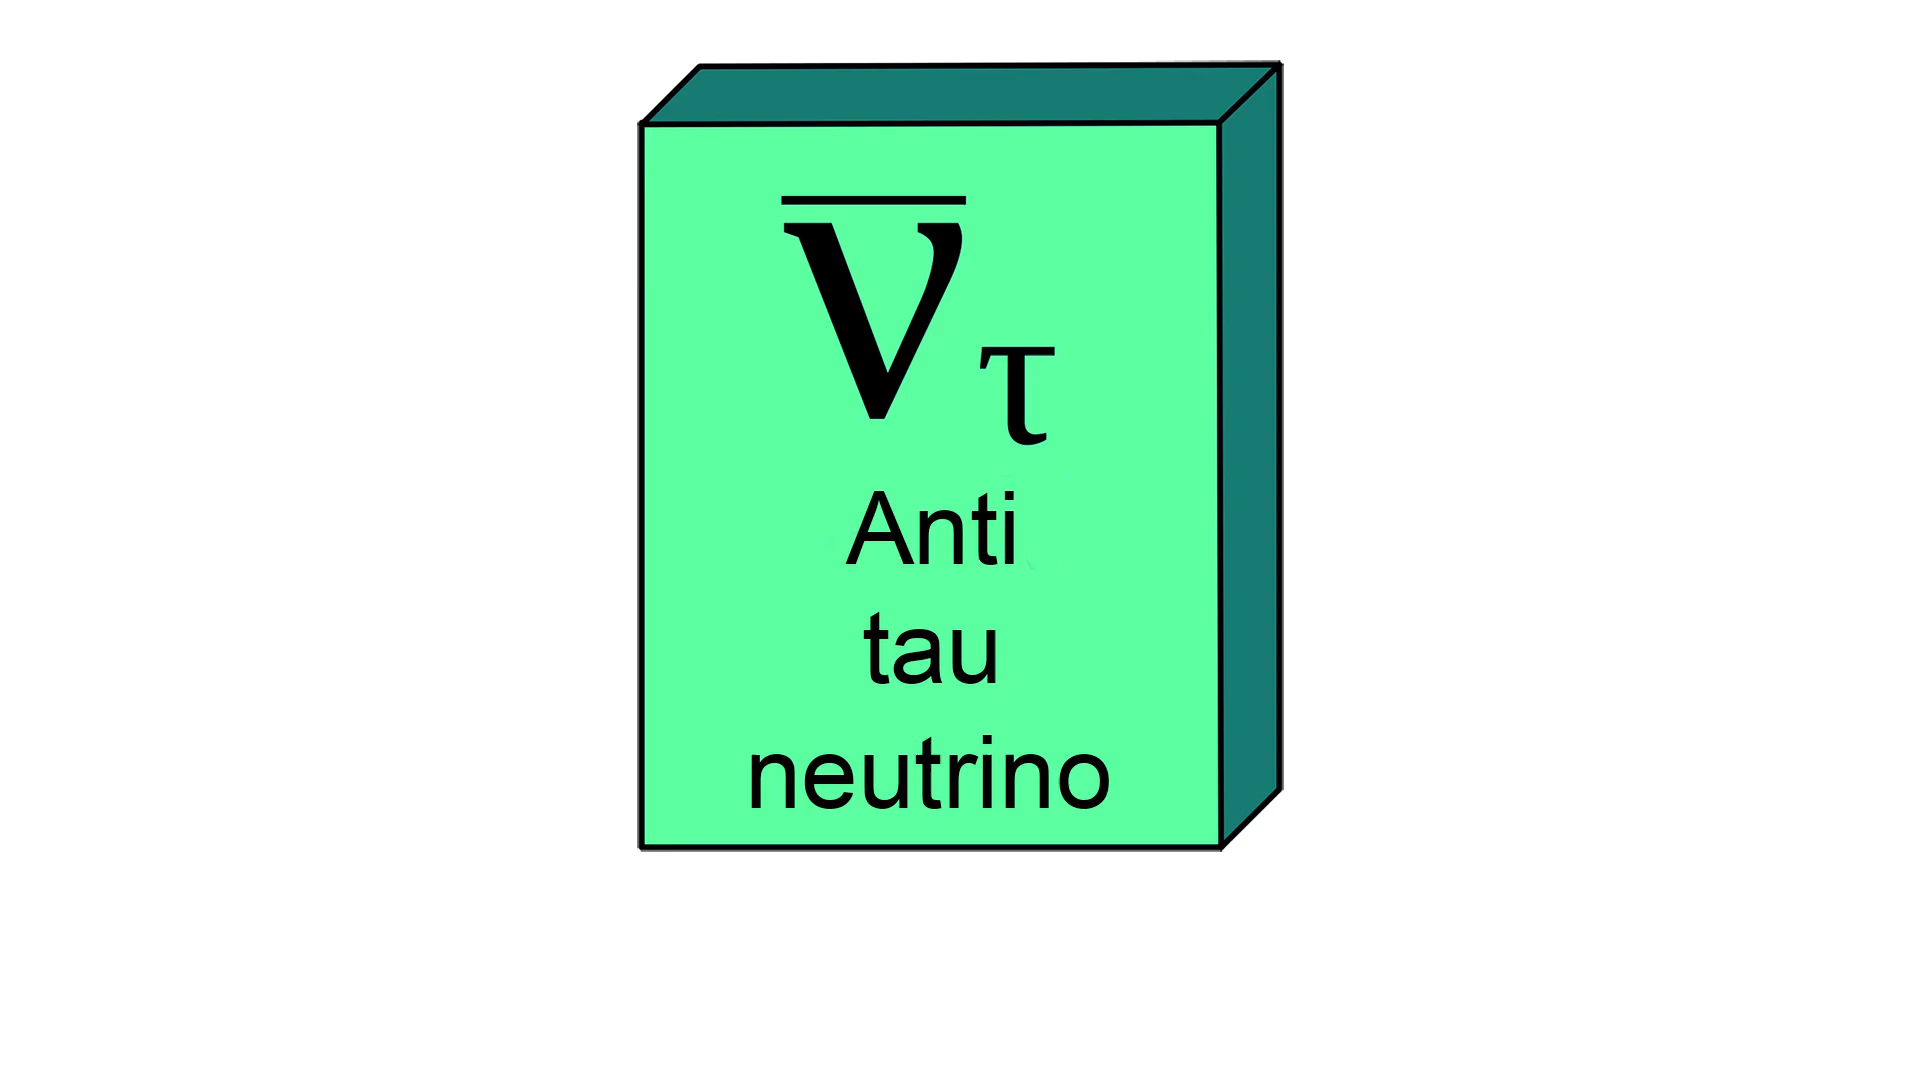 ν̅τ
Anti
tau
neutrino